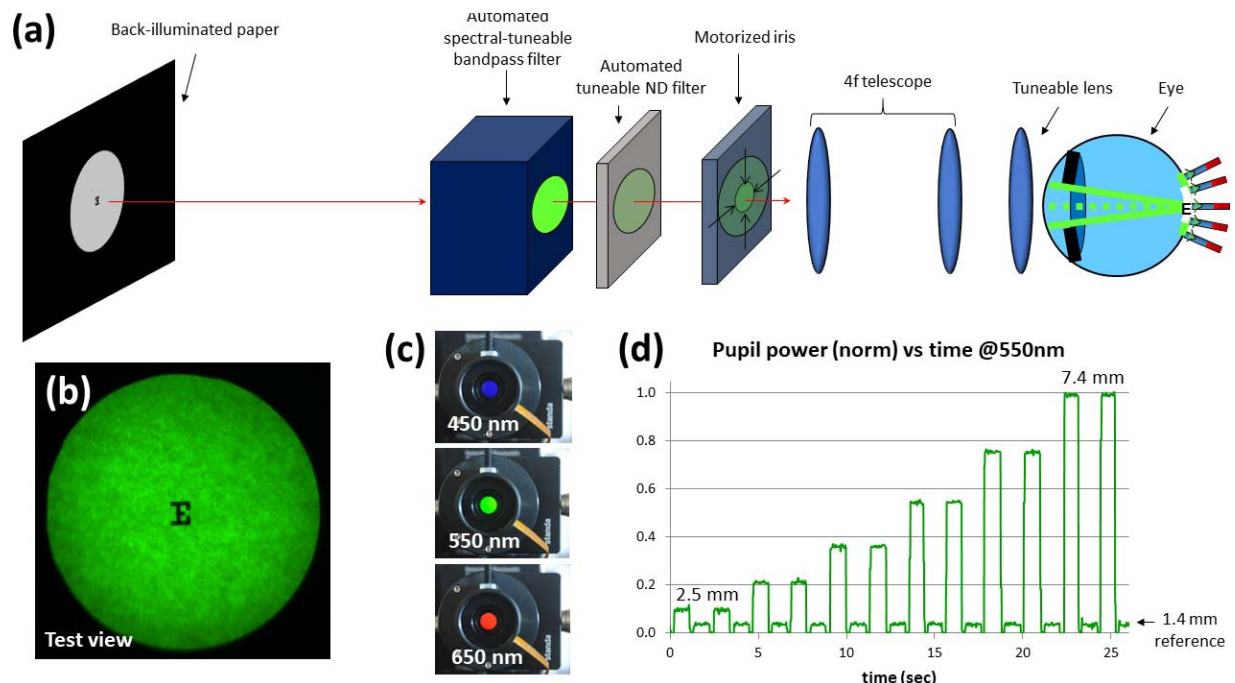 (a)
Back-illuminated paper
Automated
spectral-tuneable
bandpass filter
Automated
tuneable ND filter
Motorized iris
4f telescope
Tuneable lens
Eye
E
E
(b)
E
Test view
(c)
450 nm
standa
550 nm
standa
650 nm
standa
(d)
Pupil power (norm) vs time @550nm
1.0
0.8
0.6
0.4
0.2
0.0
2.5 mm
7.4 mm
1.4 mm
reference
0
5
10
15
20
25
time (sec)